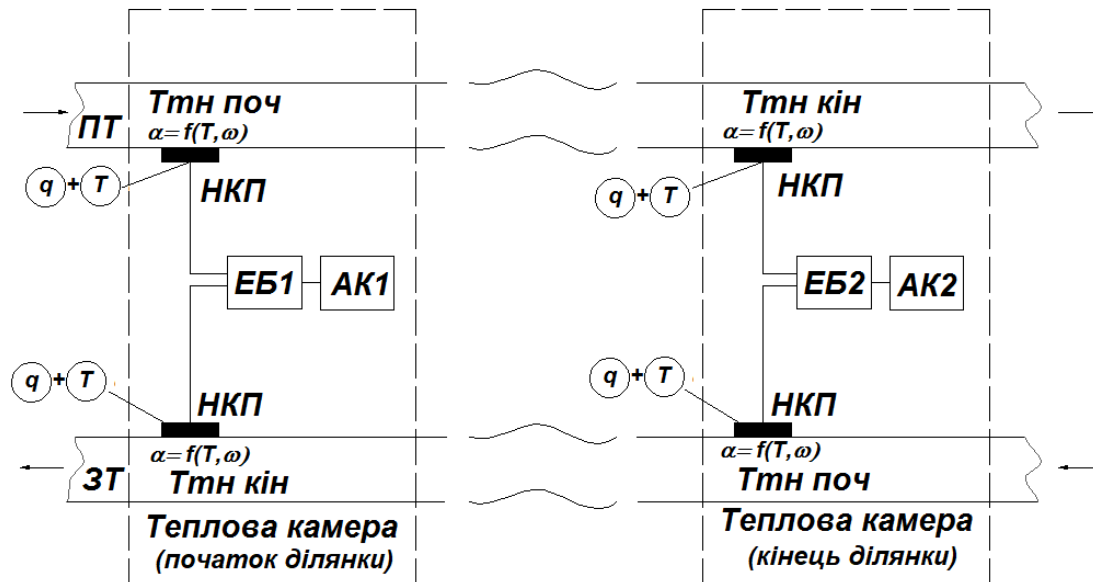 Ттн поч
α= f(T,ω)
ПТ
q + T
НКП
ЕБ1
АК1
q + T
НКП
α= f(T,ω)
ЗТ
Ттн кін
Теплова камера
(початок ділянки)
Ттн кін
α= f(T,ω)
q + T
НКП
ЕБ2
АК2
q + T
НКП
α= f(T,ω)
Ттн поч
Теплова камера
(кінець ділянки)